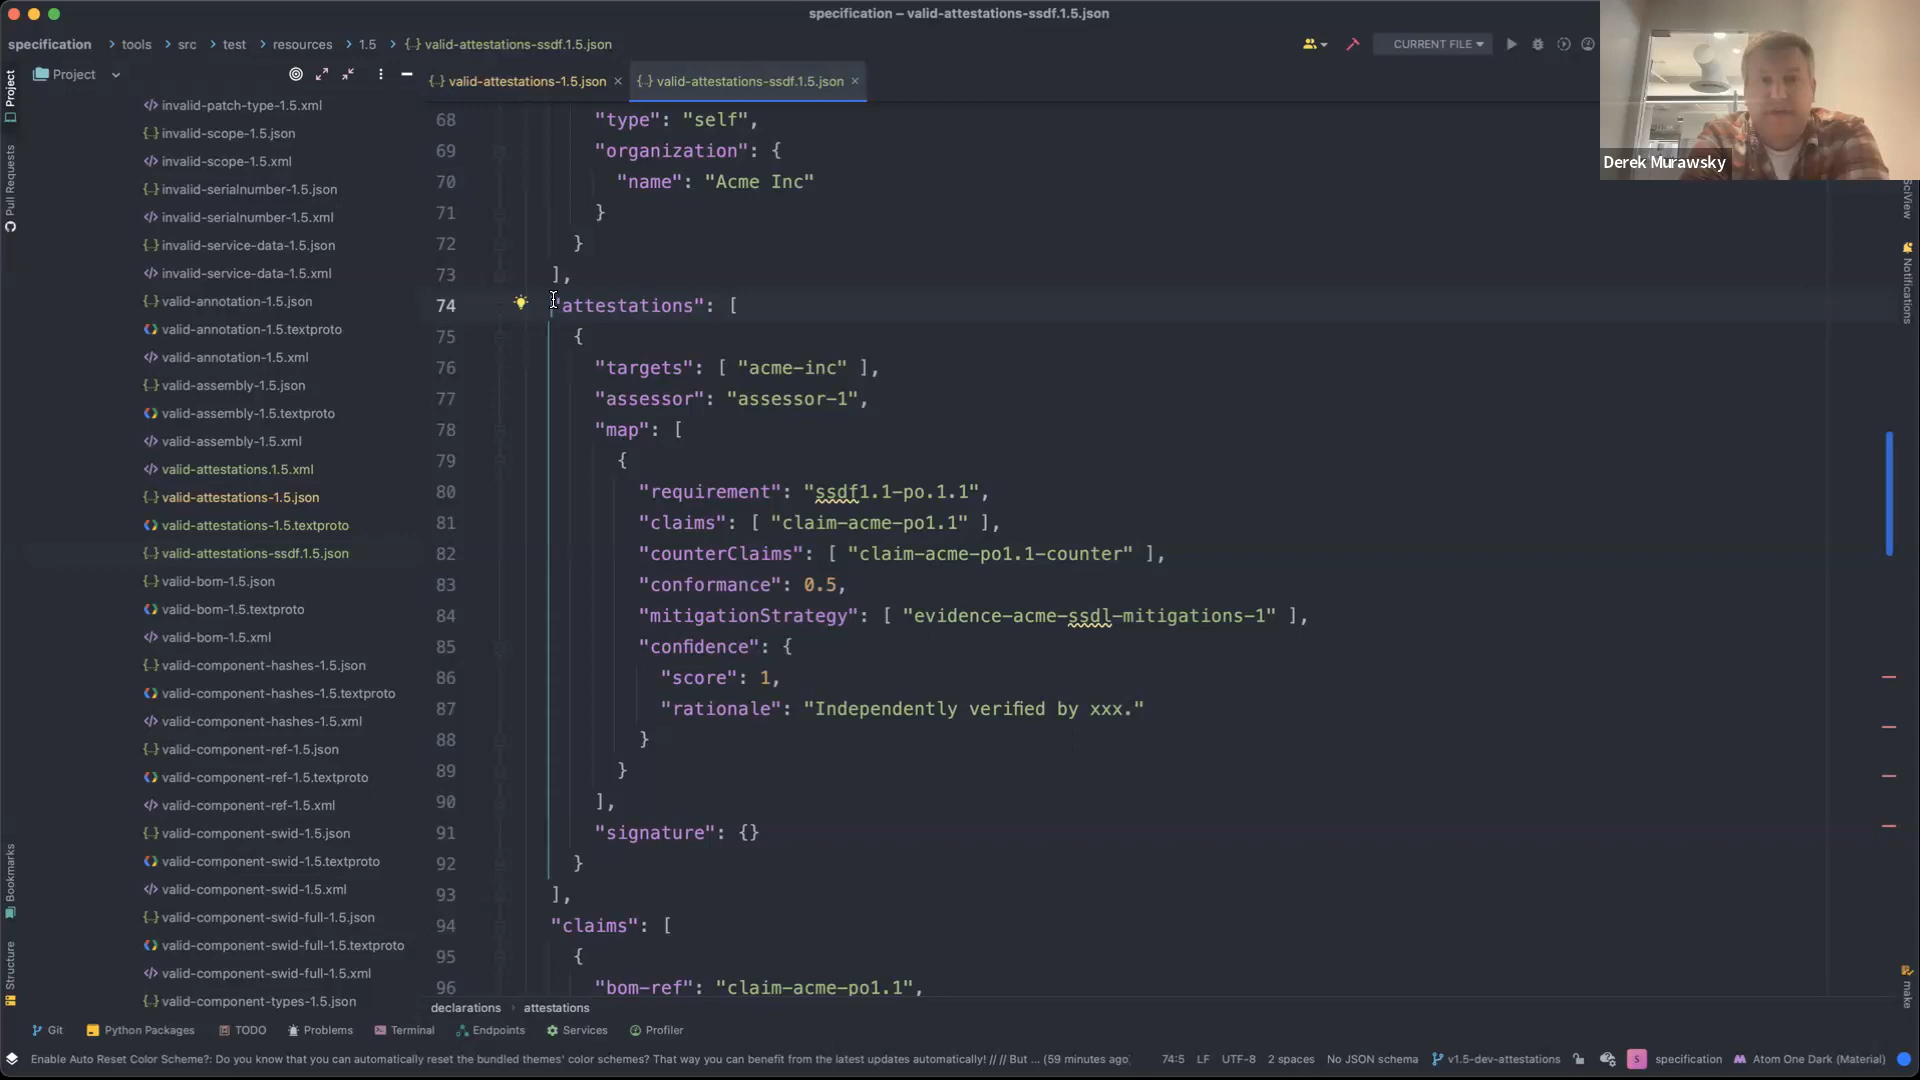 specification – valid-attestations-ssdf.1.5.json
specification > tools > src > test > resources > 1.5 > valid-attestations-ssdf.1.5.json
CURRENT FILE
Project
valid-attestations-1.5.json
valid-attestations-ssdf.1.5.json
Derek Murawsky
Project
Pull Requests
Bookmarks
Structure
invalid-patch-type-1.5.xml
invalid-scope-1.5.json
invalid-scope-1.5.xml
invalid-serialnumber-1.5.json
invalid-serialnumber-1.5.xml
invalid-service-data-1.5.json
invalid-service-data-1.5.xml
valid-annotation-1.5.json
valid-annotation-1.5.textproto
valid-annotation-1.5.xml
valid-assembly-1.5.json
valid-assembly-1.5.textproto
valid-assembly-1.5.xml
valid-attestations.1.5.xml
valid-attestations-1.5.json
valid-attestations-1.5.textproto
valid-attestations-ssdf.1.5.json
valid-bom-1.5.json
valid-bom-1.5.textproto
valid-bom-1.5.xml
valid-component-hashes-1.5.json
valid-component-hashes-1.5.textproto
valid-component-hashes-1.5.xml
valid-component-ref-1.5.json
valid-component-ref-1.5.textproto
valid-component-ref-1.5.xml
valid-component-swid-1.5.json
valid-component-swid-1.5.textproto
valid-component-swid-1.5.xml
valid-component-swid-full-1.5.json
valid-component-swid-full-1.5.textproto
valid-component-swid-full-1.5.xml
valid-component-types-1.5.json
68 "type": "self",
69 "organization": {
70 "name": "Acme Inc"
71 }
72 }
73 ],
74 "attestations": [
75 {
76 "targets": [ "acme-inc" ],
77 "assessor": "assessor-1",
78 "map": [
79 {
80 "requirement": "ssdf1.1-po.1.1",
81 "claims": [ "claim-acme-po1.1" ],
82 "counterClaims": [ "claim-acme-po1.1-counter" ],
83 "conformance": 0.5,
84 "mitigationStrategy": [ "evidence-acme-ssdl-mitigations-1" ],
85 "confidence": {
86 "score": 1,
87 "rationale": "Independently verified by xxx."
88 }
89 }
90 ],
91 "signature": {}
92 }
93 ],
94 "claims": [
95 {
96 "bom-ref": "claim-acme-po1.1",
SciView
Notifications
make
declarations > attestations
Git Python Packages TODO Problems Terminal Endpoints Services Profiler
Enable Auto Reset Color Scheme?: Do you know that you can automatically reset the bundled themes' color schemes? That way you can benefit from the latest updates automatically! // // But ... (59 minutes ago) 74:5 LF UTF-8 2 spaces No JSON schema v1.5-dev-attestations S specification Atom One Dark (Material)